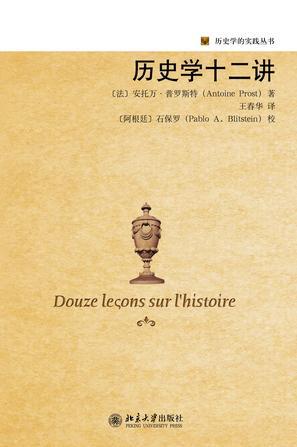 历史学的实践丛书
历史学十二讲
〔法〕安托万·普罗斯特（Antoine Prost）著
王春华 译
〔阿根廷〕石保罗（Pablo A. Blitstein）校
Douze leçons sur l'histoire
北京大学出版社
PEKING UNIVERSITY PRESS